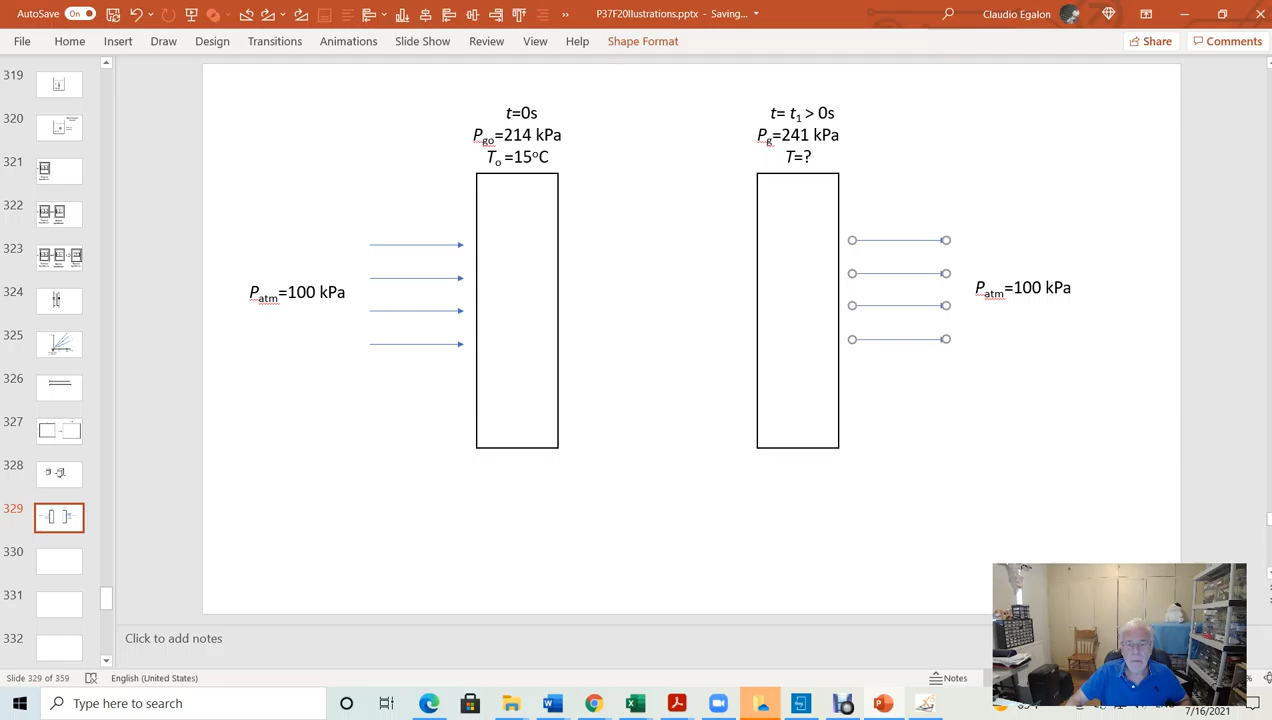 AutoSave On
P37F20Ilustrations.pptx - Saving...
Claudio Egalon
File Home Insert Draw Design Transitions Animations Slide Show Review View Help Shape Format
Share Comments
319
320
321
322
323
324
325
326
327
328
329
330
331
332
t=0s
Pgo=214 kPa
To =15oC
t= t1 > 0s
Pg=241 kPa
T=?
Patm=100 kPa
Patm=100 kPa
Click to add notes
Slide 329 of 359 English (United States) Notes
Type here to search
7/16/2021